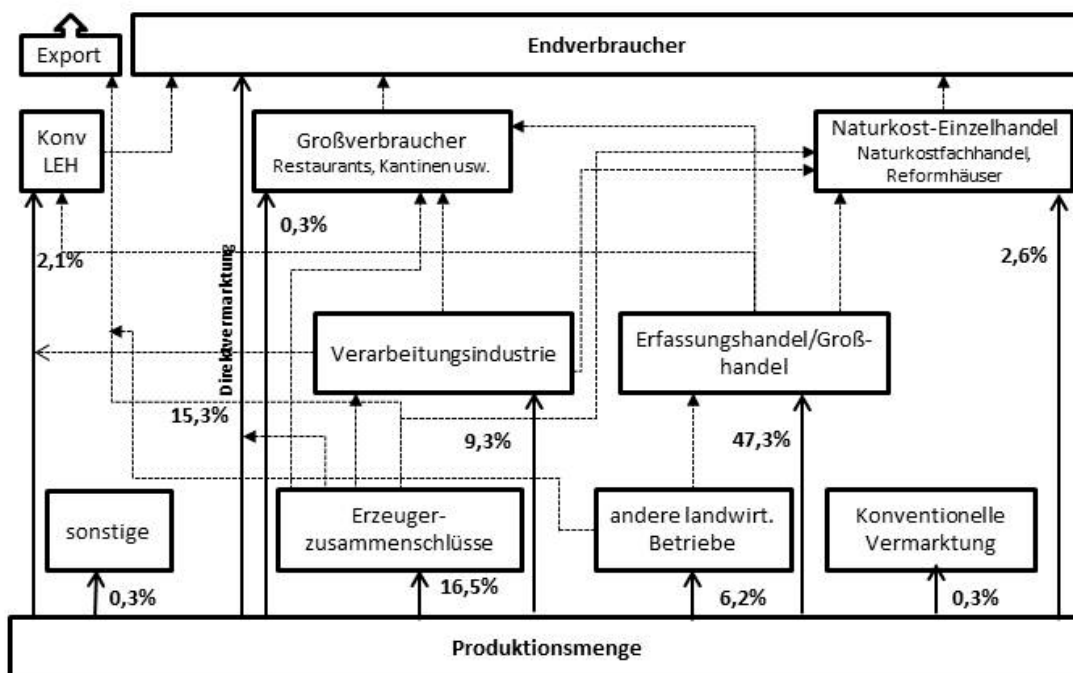 Export
Endverbraucher
Konv
LEH
Großverbraucher
Restaurants, Kantinen usw.
Naturkost-Einzelhandel
Naturkostfachhandel,
Reformhäuser
0,3%
2,1%
2,6%
Direktvermarktung
Verarbeitungsindustrie
Erfassungshandel/Groß-
handel
15,3%
9,3%
47,3%
sonstige
Erzeuger-
zusammenschlüsse
andere landwirt.
Betriebe
Konventionelle
Vermarktung
0,3%
16,5%
6,2%
0,3%
Produktionsmenge